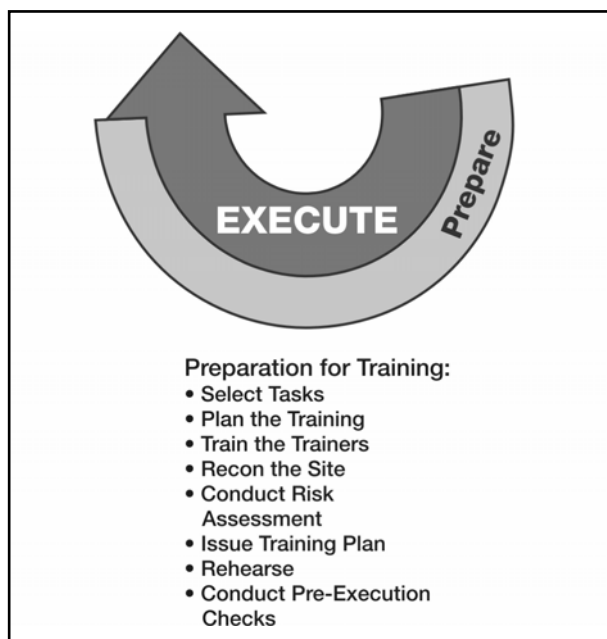 EXECUTE
Prepare
Preparation for Training:
• Select Tasks
• Plan the Training
• Train the Trainers
• Recon the Site
• Conduct Risk
Assessment
• Issue Training Plan
• Rehearse
• Conduct Pre-Execution
Checks